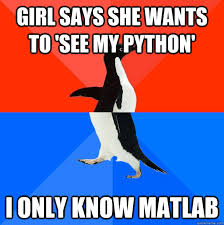 GIRL SAYS SHE WANTS
TO 'SEE MY PYTHON'
I ONLY KNOW MATLAB